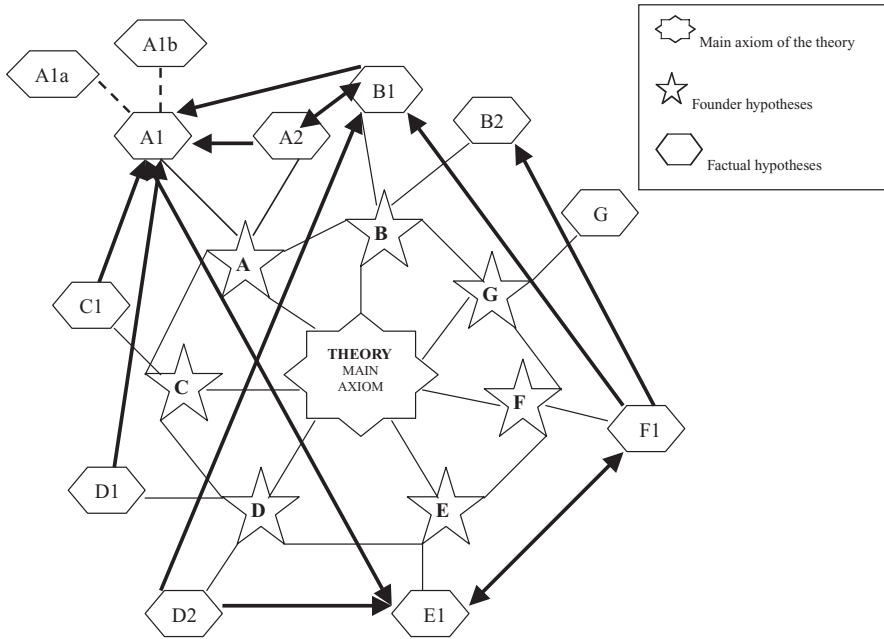 A1b
A1a
B1
A1
A2
B2
Main axiom of the theory
Founder hypotheses
Factual hypotheses
B
G
A
G
C1
THEORY
MAIN
AXIOM
C
F
F1
D1
D
E
D2
E1